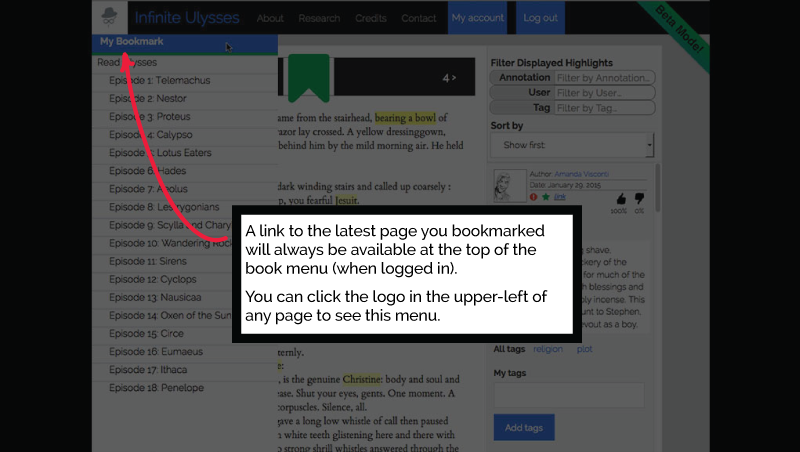 Infinite Ulysses
About
Research
Credits
Contact
My account
Log out
Beta Mode!
My Bookmark
Read Ulysses
Episode 1: Telemachus
Episode 2: Nestor
Episode 3: Proteus
Episode 4: Calypso
Episode 5: Lotus Eaters
Episode 6: Hades
Episode 7: Aeolus
Episode 8: Lestrygonians
Episode 9: Scylla and Chary
Episode 10: Wandering Rock
Episode 11: Sirens
Episode 12: Cyclops
Episode 13: Nausicaa
Episode 14: Oxen of the Sun
Episode 15: Circe
Episode 16: Eumaeus
Episode 17: Ithaca
Episode 18: Penelope
4 >
ame from the stairhead, bearing a bowl of
azor lay crossed. A yellow dressinggown,
behind him by the mild morning air. He held
dark winding stairs and called up coarsely :
p, you fearful Jesuit.
A link to the latest page you bookmarked
will always be available at the top of the
book menu (when logged in).
You can click the logo in the upper-left of
any page to see this menu.
ternly.
e:
, is the genuine Christine: body and soul and
ease. Shut your eyes, gents. One moment. A
corpuscles. Silence, all.
gave a long low whistle of call then paused
n white teeth glistening here and there with
o strong shrill whistles answered through the
Filter Displayed Highlights
Annotation Filter by Annotation...
User Filter by User...
Tag Filter by Tag...
Sort by
Show first:
Author: Amanda Visconti
Date: January 29, 2015
link
100% 0%
shave,
ckery of the
for much of the
h blessings and
ply incense. This
unt to Stephen,
evout as a boy.
All tags religion plot
My tags
Add tags